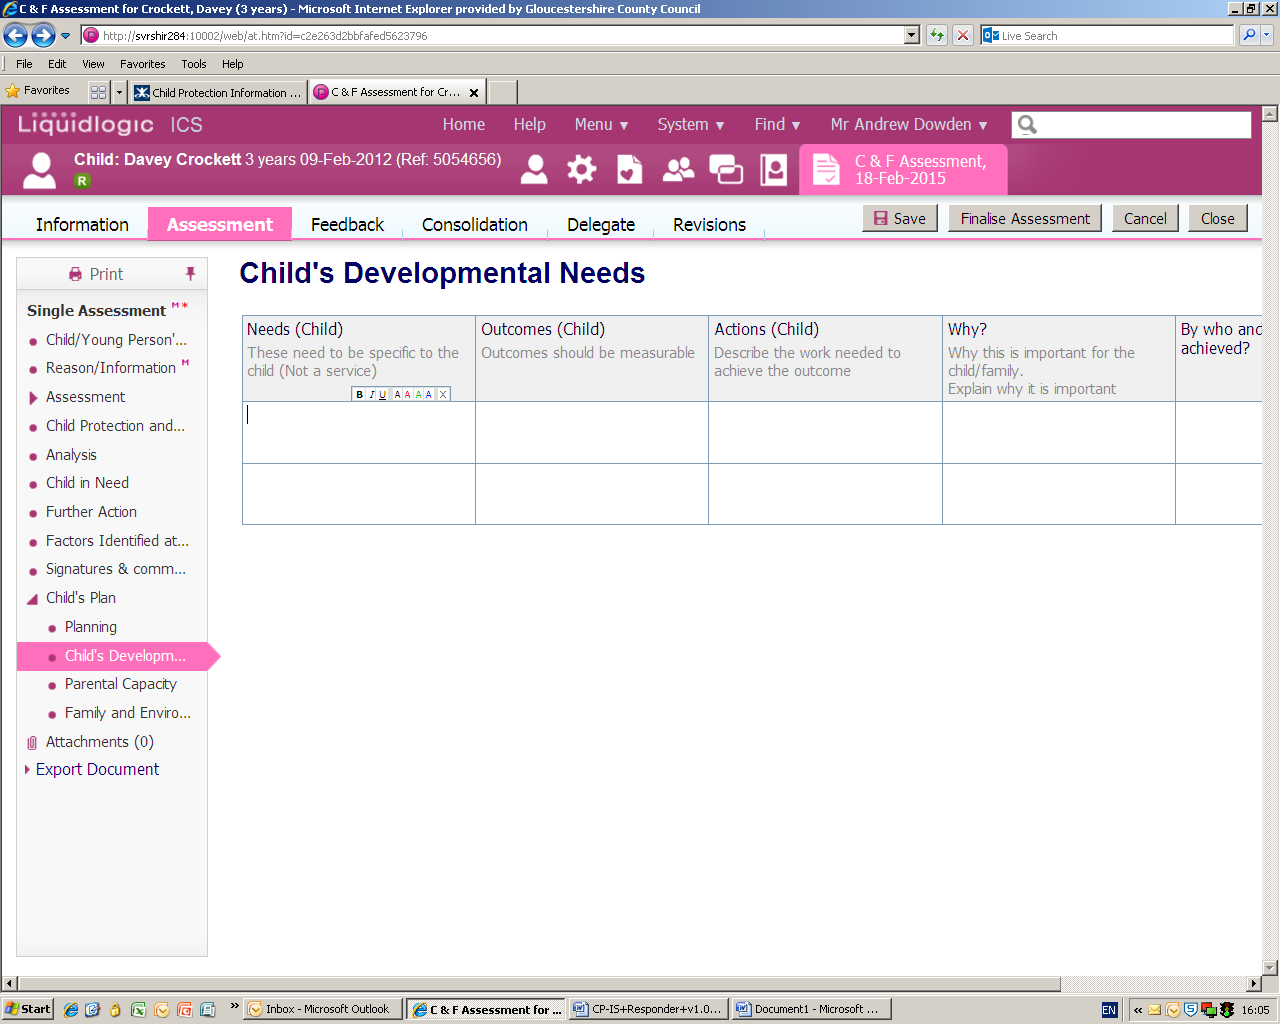 C & F Assessment for Crockett, Davey (3 years) - Microsoft Internet Explorer provided by Gloucestershire County Council
http://svrshir284:10002/web/at.htm?id=c2e263d2bbfafed5623796
Live Search
File Edit View Favorites Tools Help
Favorites
Child Protection Information ...
C & F Assessment for Cr...
Liquidlogic ICS
Home Help Menu ▼ System ▼ Find ▼ Mr Andrew Dowden ▼
Child: Davey Crockett 3 years 09-Feb-2012 (Ref: 5054656)
R
C & F Assessment,
18-Feb-2015
Information Assessment Feedback Consolidation Delegate Revisions
Save Finalise Assessment Cancel Close
Print
Single Assessment M *
Child/Young Person'...
Reason/Information M
Assessment
Child Protection and...
Analysis
Child in Need
Further Action
Factors Identified at...
Signatures & comm...
Child's Plan
Planning
Child's Developm...
Parental Capacity
Family and Enviro...
Attachments (0)
Export Document
Child's Developmental Needs
Needs (Child)
These need to be specific to the
child (Not a service)
B I U A A A A X
Outcomes (Child)
Outcomes should be measurable
Actions (Child)
Describe the work needed to
achieve the outcome
Why?
Why this is important for the
child/family.
Explain why it is important
By who and
achieved?
Start
Inbox - Microsoft Outlook
C & F Assessment for ...
CP-IS+Responder+v1.0...
Document1 - Microsoft ...
EN
16:05